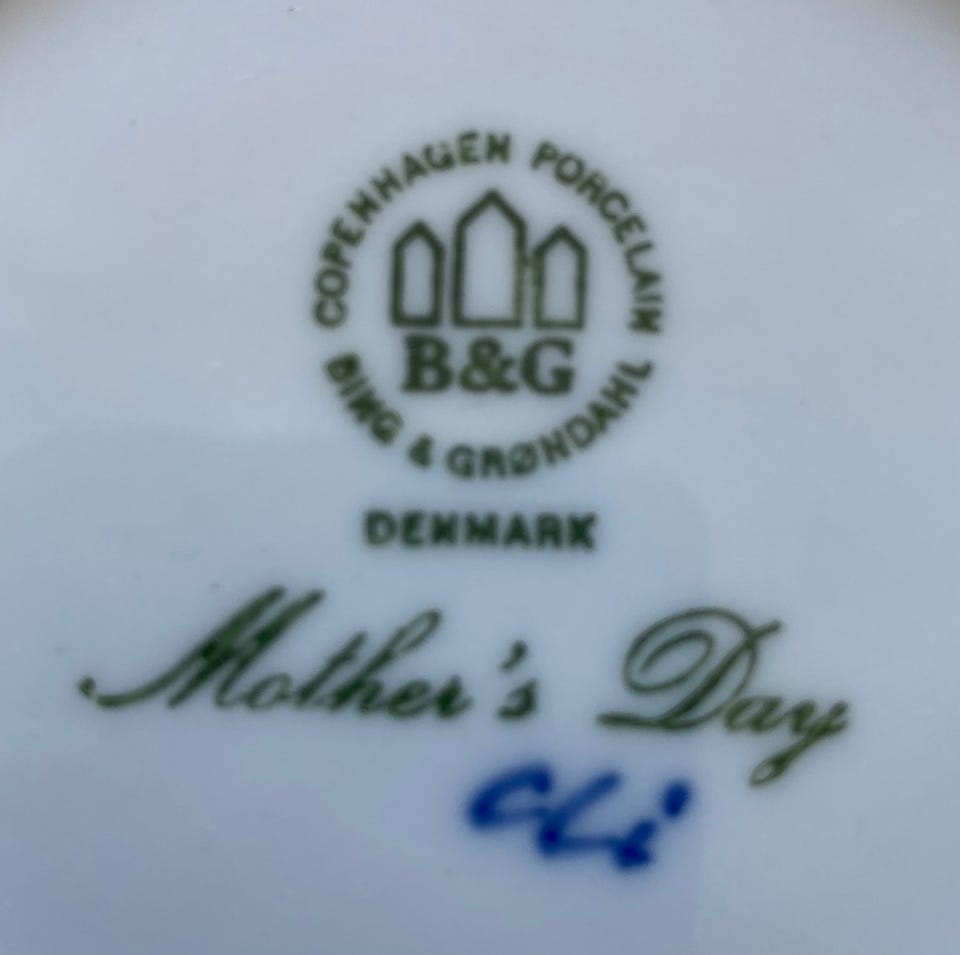 COPENHAGEN PORCELAIN
B&G
BING & GRØNDAHL
DENMARK
Mother's Day